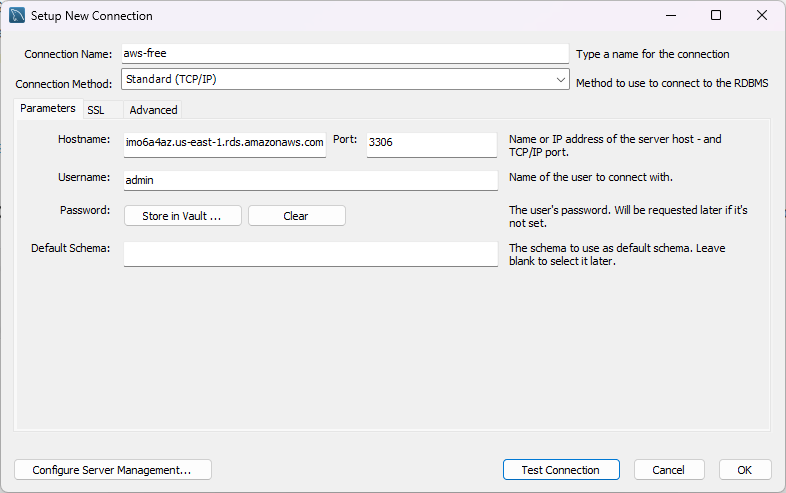 Setup New Connection
Connection Name: aws-free Type a name for the connection
Connection Method: Standard (TCP/IP) Method to use to connect to the RDBMS
Parameters SSL Advanced
Hostname: imo6a4az.us-east-1.rds.amazonaws.com Port: 3306 Name or IP address of the server host - and
TCP/IP port.
Username: admin Name of the user to connect with.
Password: Store in Vault ... Clear The user's password. Will be requested later if it's
not set.
Default Schema: The schema to use as default schema. Leave
blank to select it later.
Configure Server Management... Test Connection Cancel OK